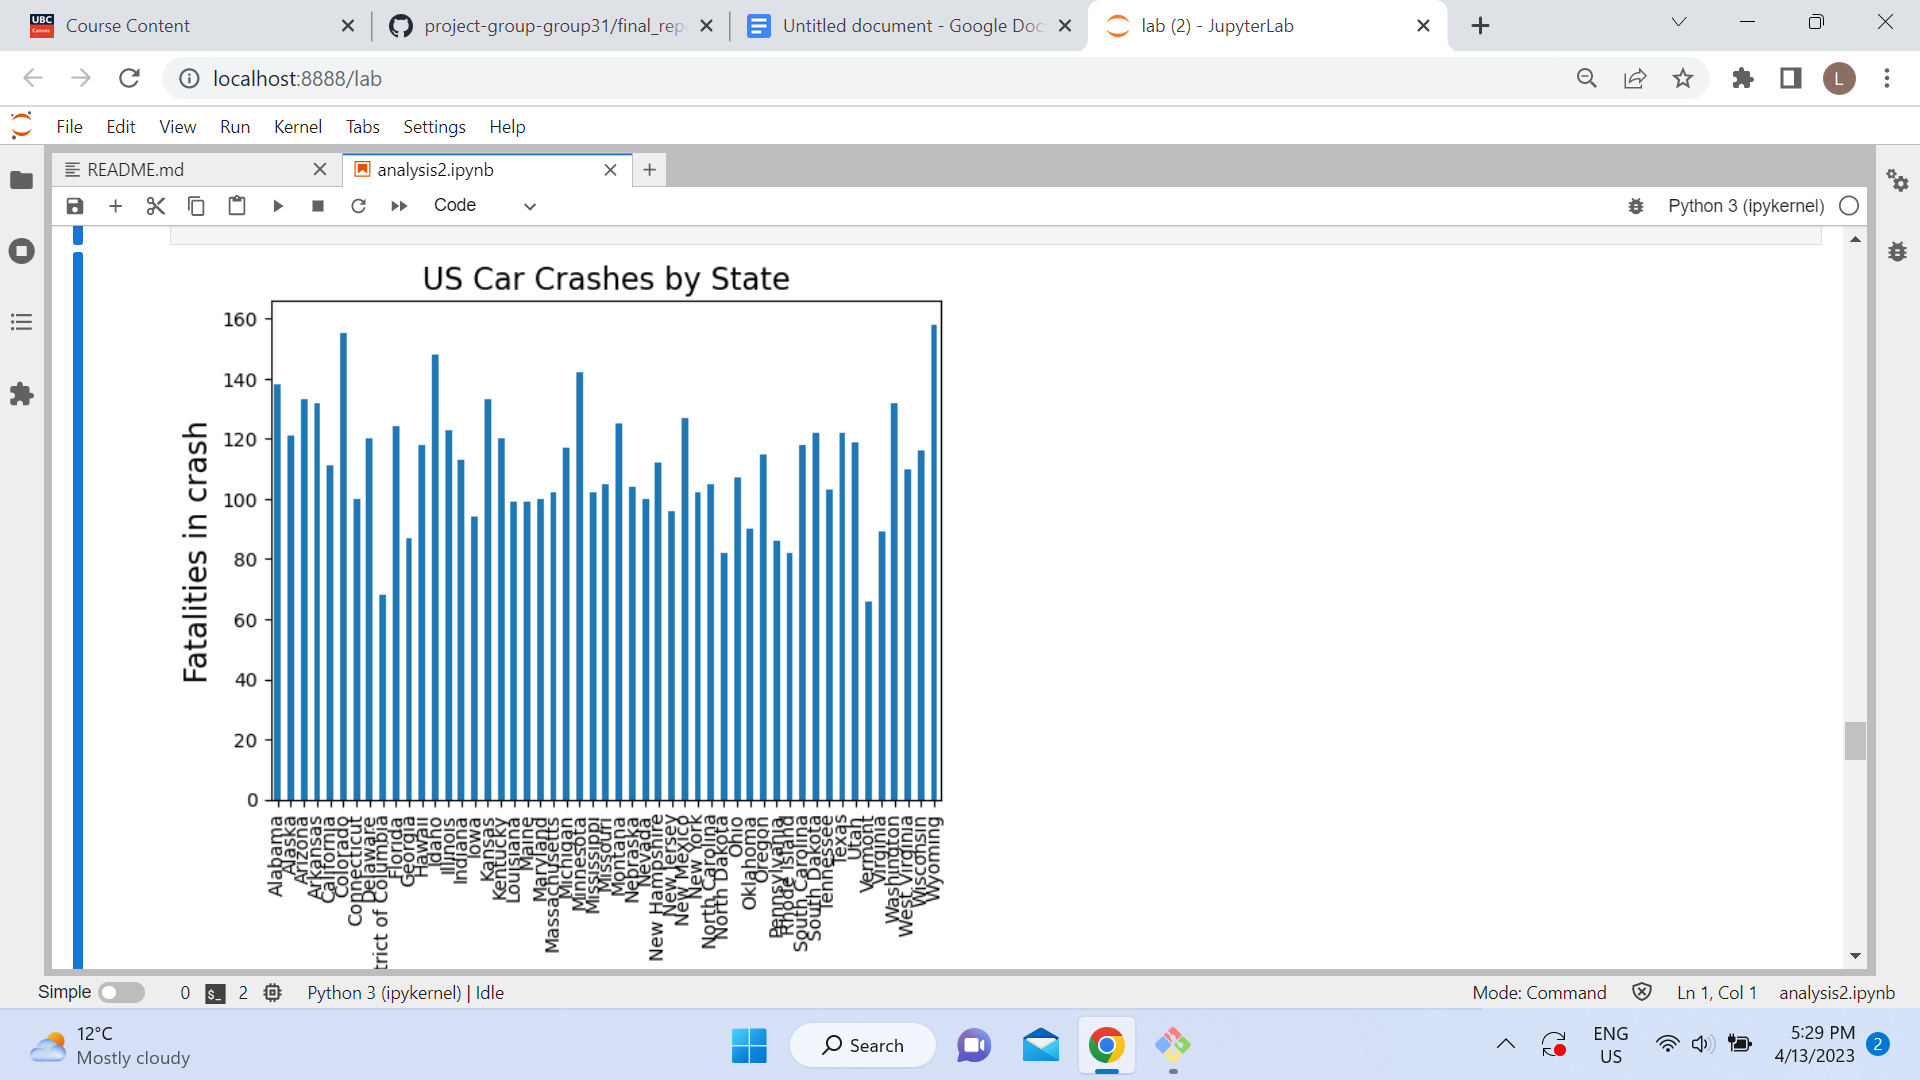 UBC
Course Content
project-group-group31/final_rep
Untitled document - Google Doc
lab (2) - JupyterLab
localhost:8888/lab
L
File Edit View Run Kernel Tabs Settings Help
README.md
analysis2.ipynb
Code
Python 3 (ipykernel)
US Car Crashes by State
Fatalities in crash
160
140
120
100
80
60
40
20
0
Alabama
Alaska
Arizona
Arkansas
California
Colorado
Connecticut
Delaware
trict of Columbia
Florida
Georgia
Hawaii
Idaho
Illinois
Indiana
Iowa
Kansas
Kentucky
Louisiana
Maine
Maryland
Massachusetts
Michigan
Minnesota
Mississippi
Missouri
Montana
Nebraska
Nevada
New Hampshire
New Jersey
New Mexico
New York
North Carolina
North Dakota
Ohio
Oklahoma
Oregon
Pennsylvania
Rhode Island
South Carolina
South Dakota
Tennessee
Texas
Utah
Vermont
Virginia
Washington
West Virginia
Wisconsin
Wyoming
Simple 0 $_ 2 Python 3 (ipykernel) | Idle
Mode: Command Ln 1, Col 1 analysis2.ipynb
12°C
Mostly cloudy
Search
ENG
US
5:29 PM
4/13/2023
2